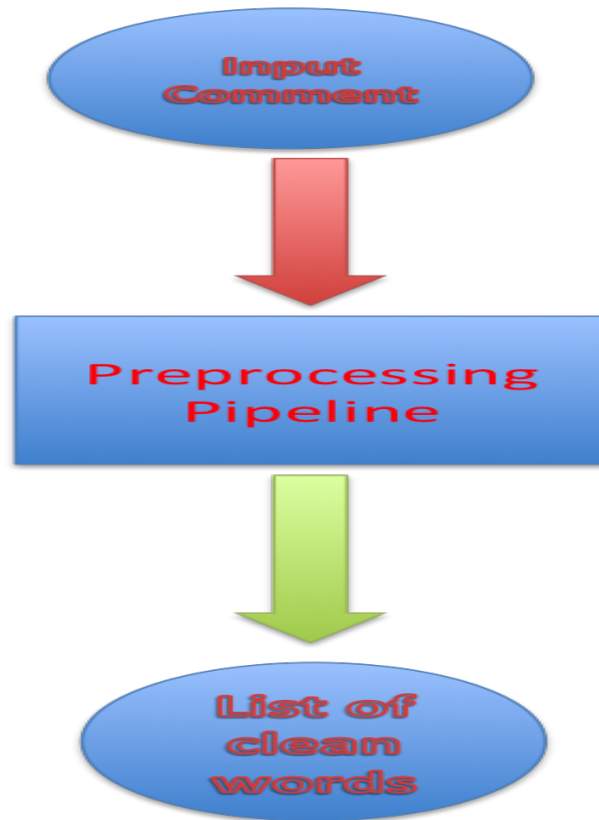 Input
Comment
Preprocessing
Pipeline
List of
clean
words